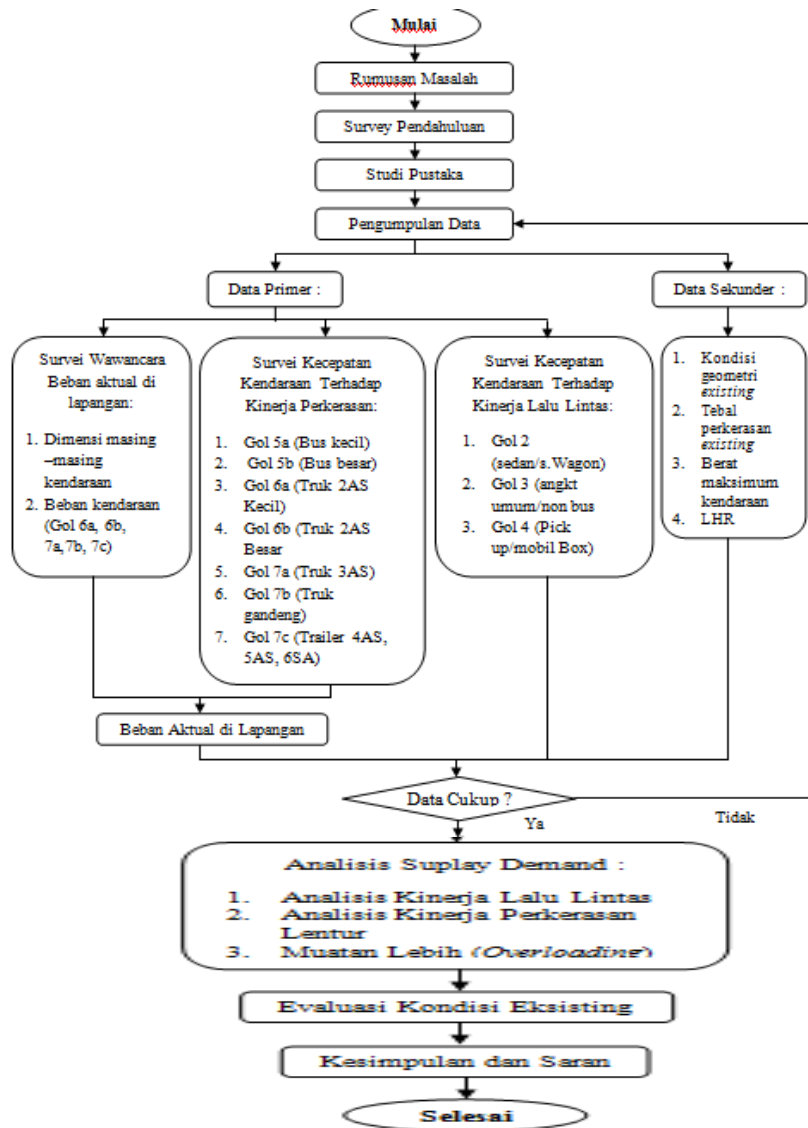 Mulai
Rumusan Masalah
Survey Pendahuluan
Studi Pustaka
Pengumpulan Data
Data Primer :
Data Sekunder :
Survei Wawancara
Beban aktual di
lapangan:
1. Dimensi masing
–masing
kendaraan
2. Beban kendaraan
(Gol 6a, 6b,
7a,7b, 7c)
Survei Kecepatan
Kendaraan Terhadap
Kinerja Perkerasan:
1. Gol 5a (Bus kecil)
2. Gol 5b (Bus besar)
3. Gol 6a (Truk 2AS
Kecil)
4. Gol 6b (Truk 2AS
Besar
5. Gol 7a (Truk 3AS)
6. Gol 7b (Truk
gandeng)
7. Gol 7c (Trailer 4AS,
5AS, 6SA)
Survei Kecepatan
Kendaraan Terhadap
Kinerja Lalu Lintas:
1. Gol 2
(sedan/s.Wagon)
2. Gol 3 (angkt
umum/non bus
3. Gol 4 (Pick
up/mobil Box)
1. Kondisi
geometri
existing
2. Tebal
perkerasan
existing
3. Berat
maksimum
kendaraan
4. LHR
Beban Aktual di Lapangan
Data Cukup ?
Ya
Tidak
Analisis Suplay Demand :
1. Analisis Kinerja Lalu Lintas
2. Analisis Kinerja Perkerasan
Lentur
3. Muatan Lebih (Overloading)
Evaluasi Kondisi Eksisting
Kesimpulan dan Saran
Selesai